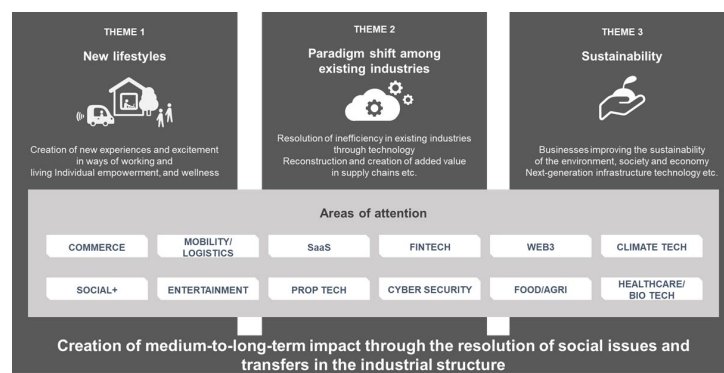 THEME 1
New lifestyles
Creation of new experiences and excitement
in ways of working and
living Individual empowerment, and wellness
THEME 2
Paradigm shift among
existing industries
Resolution of inefficiency in existing industries
through technology
Reconstruction and creation of added value
in supply chains etc.
THEME 3
Sustainability
Businesses improving the sustainability
of the environment, society and economy
Next-generation infrastructure technology etc.
Areas of attention
COMMERCE
MOBILITY/
LOGISTICS
SaaS
FINTECH
WEB3
CLIMATE TECH
SOCIAL+
ENTERTAINMENT
PROP TECH
CYBER SECURITY
FOOD/AGRI
HEALTHCARE/
BIO TECH
Creation of medium-to-long-term impact through the resolution of social issues and
transfers in the industrial structure